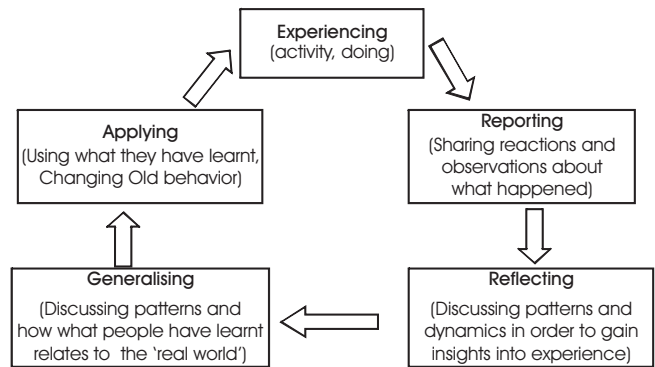 Experiencing
(activity, doing)
Reporting
(Sharing reactions and
observations about
what happened)
Reflecting
(Discussing patterns and
dynamics in order to gain
insights into experience)
Generalising
(Discussing patterns and
how what people have learnt
relates to the ‘real world’)
Applying
(Using what they have learnt,
Changing Old behavior)